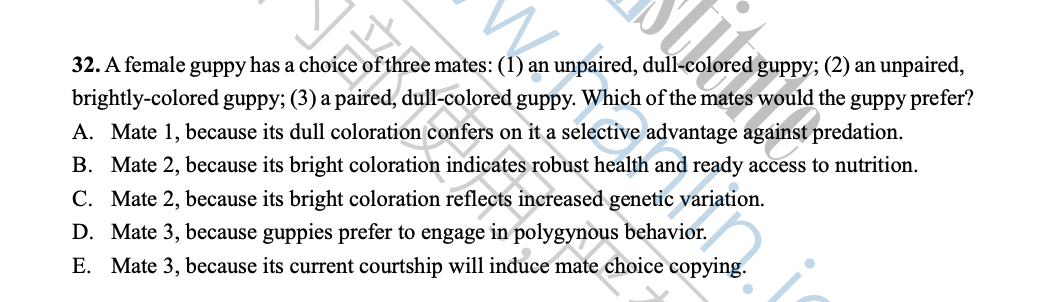 32. A female guppy has a choice of three mates: (1) an unpaired, dull-colored guppy; (2) an unpaired,
brightly-colored guppy; (3) a paired, dull-colored guppy. Which of the mates would the guppy prefer?
A. Mate 1, because its dull coloration confers on it a selective advantage against predation.
B. Mate 2, because its bright coloration indicates robust health and ready access to nutrition.
C. Mate 2, because its bright coloration reflects increased genetic variation.
D. Mate 3, because guppies prefer to engage in polygynous behavior.
E. Mate 3, because its current courtship will induce mate choice copying.